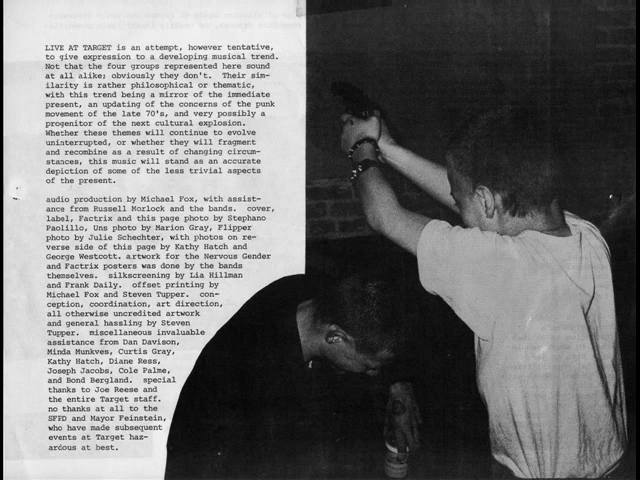 LIVE AT TARGET is an attempt, however tentative,
to give expression to a developing musical trend.
Not that the four groups represented here sound
at all alike; obviously they don't.  Their sim-
ilarity is rather philosophical or thematic,
with this trend being a mirror of the immediate
present, an updating of the concerns of the punk
movement of the late 70's, and very possibly a
progenitor of the next cultural explosion.
Whether these themes will continue to evolve
uninterrupted, or whether they will fragment
and recombine as a result of changing circum-
stances, this music will stand as an accurate
depiction of some of the less trivial aspects
of the present.
audio production by Michael Fox, with assist-
ance from Russell Morlock and the bands.  cover,
label, Factrix and this page photo by Stephano
Paolillo, Uns photo by Marion Gray, Flipper
photo by Julie Schechter, with photos on re-
verse side of this page by Kathy Hatch and
George Westcott. artwork for the Nervous Gender
and Factrix posters was done by the bands
themselves.  silkscreening by Lia Hillman
and Frank Daily.  offset printing by
Michael Fox and Steven Tupper.  con-
ception, coordination, art direction,
all otherwise uncredited artwork
and general hassling by Steven
Tupper.  miscellaneous invaluable
assistance from Dan Davison,
Minda Munkves, Curtis Gray,
Kathy Hatch, Diane Ress,
Joseph Jacobs, Cole Palme,
and Bond Bergland.  special
thanks to Joe Reese and
the entire Target staff.
no thanks at all to the
SFPD and Mayor Feinstein,
who have made subsequent
events at Target haz-
ardous at best.